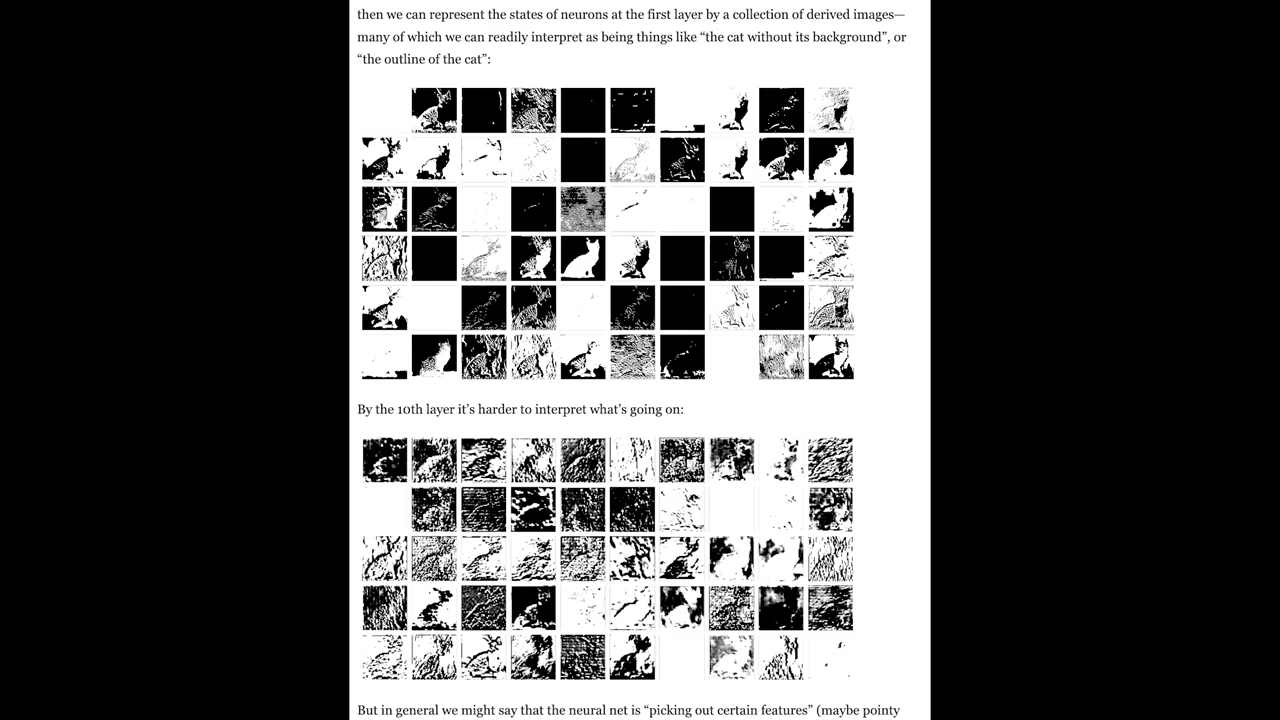 then we can represent the states of neurons at the first layer by a collection of derived images—
many of which we can readily interpret as being things like “the cat without its background”, or
“the outline of the cat”:
By the 10th layer it’s harder to interpret what’s going on:
But in general we might say that the neural net is “picking out certain features” (maybe pointy